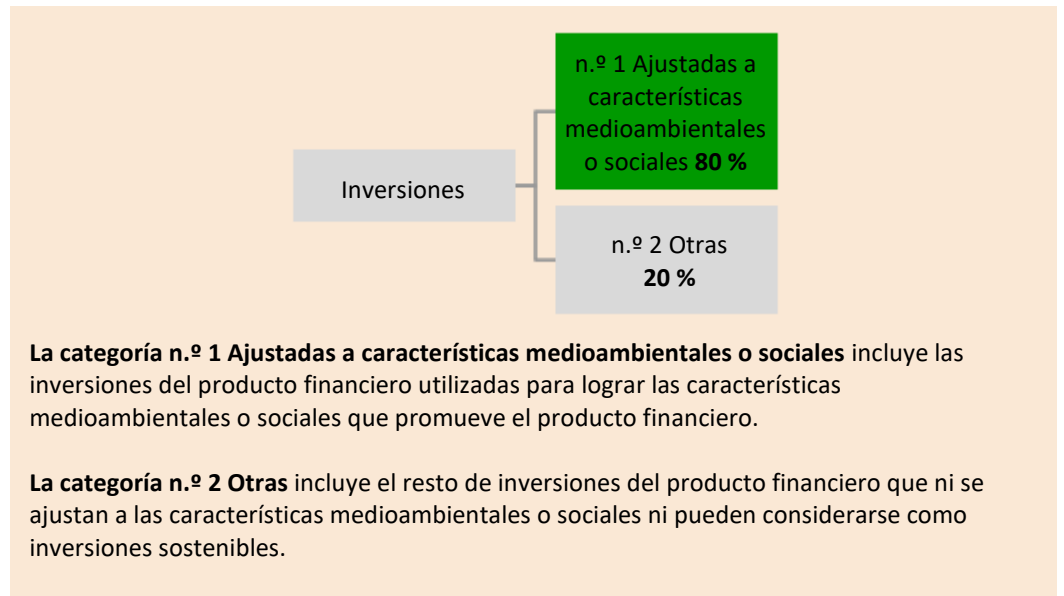 n.º 1 Ajustadas a
características
medioambientales
o sociales 80 %
Inversiones
n.º 2 Otras
20 %
La categoría n.º 1 Ajustadas a características medioambientales o sociales incluye las
inversiones del producto financiero utilizadas para lograr las características
medioambientales o sociales que promueve el producto financiero.
La categoría n.º 2 Otras incluye el resto de inversiones del producto financiero que ni se
ajustan a las características medioambientales o sociales ni pueden considerarse como
inversiones sostenibles.